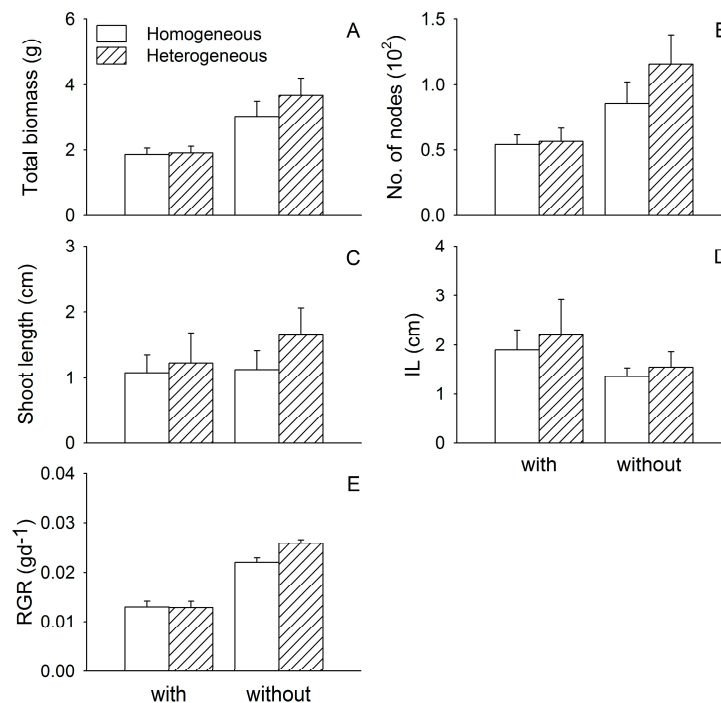 Homogeneous
Heterogeneous
A
Total biomass (g)
6
4
2
0
B
No. of nodes (10²)
1.5
1.0
0.5
0.0
C
Shoot length (cm)
3
2
1
0
D
IL (cm)
4
3
2
1
0
with without
E
RGR (gd⁻¹)
0.04
0.03
0.02
0.01
0.00
with without